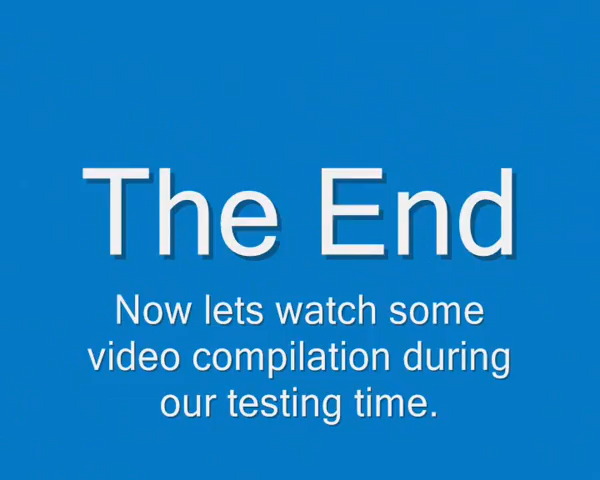 The End
Now lets watch some
video compilation during
our testing time.